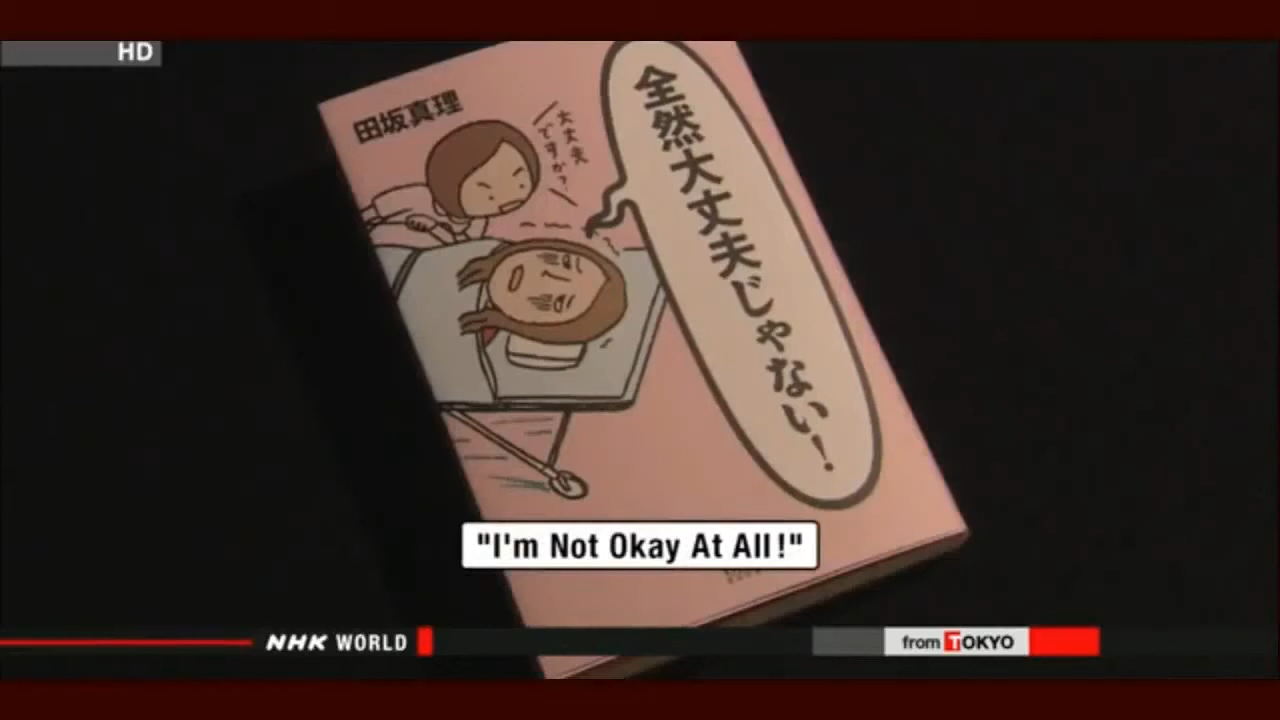 HD
田坂真理
大丈夫
ですか?
全然大丈夫じゃない!
"I'm Not Okay At All!"
NHK WORLD
from TOKYO